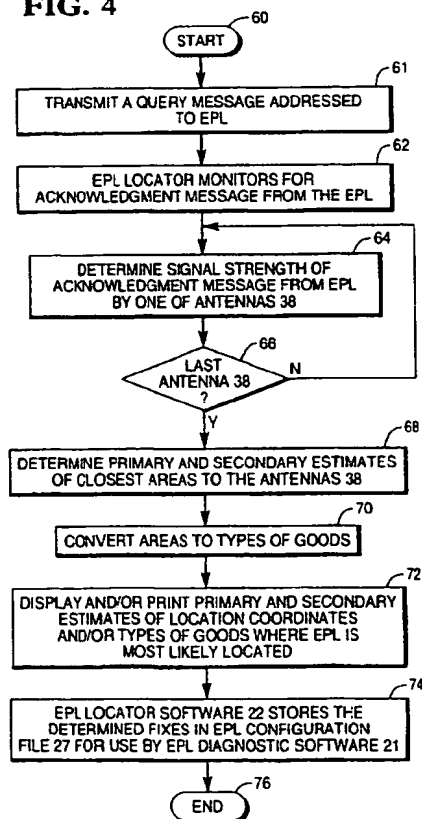 FIG. 4
60
START
61
TRANSMIT A QUERY MESSAGE ADDRESSED
TO EPL
62
EPL LOCATOR MONITORS FOR
ACKNOWLEDGMENT MESSAGE FROM THE EPL
64
DETERMINE SIGNAL STRENGTH OF
ACKNOWLEDGMENT MESSAGE FROM EPL
BY ONE OF ANTENNAS 38
66
LAST
ANTENNA 38
?
N
Y
68
DETERMINE PRIMARY AND SECONDARY ESTIMATES
OF CLOSEST AREAS TO THE ANTENNAS 38
70
CONVERT AREAS TO TYPES OF GOODS
72
DISPLAY AND/OR PRINT PRIMARY AND SECONDARY
ESTIMATES OF LOCATION COORDINATES
AND/OR TYPES OF GOODS WHERE EPL IS
MOST LIKELY LOCATED
74
EPL LOCATOR SOFTWARE 22 STORES THE
DETERMINED FIXES IN EPL CONFIGURATION
FILE 27 FOR USE BY EPL DIAGNOSTIC SOFTWARE 21
76
END